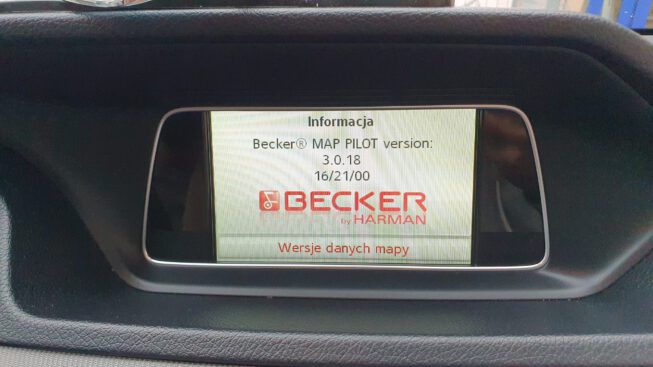 Informacja
Becker® MAP PILOT version:
3.0.18
16/21/00
BECKER
by HARMAN
Wersje danych mapy